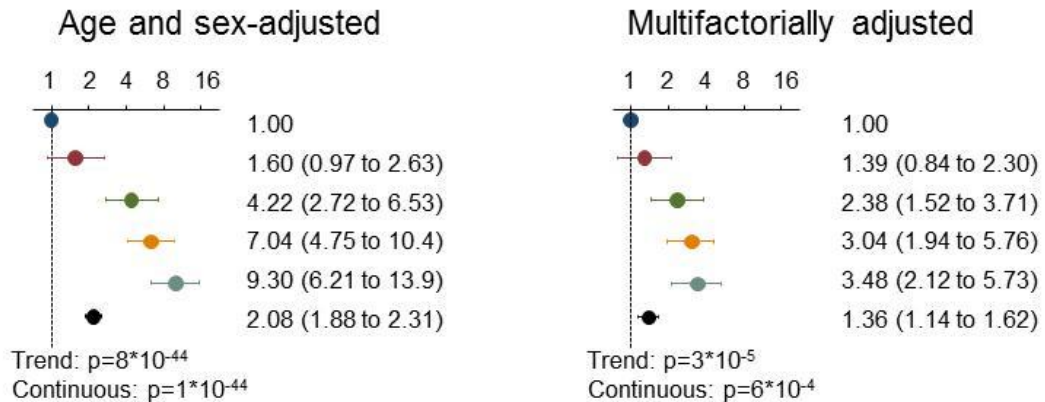 Age and sex-adjusted
1 2 4 8 16
1.00
1.60 (0.97 to 2.63)
4.22 (2.72 to 6.53)
7.04 (4.75 to 10.4)
9.30 (6.21 to 13.9)
2.08 (1.88 to 2.31)
Trend: p=8*10-44
Continuous: p=1*10-44
Multifactorially adjusted
1 2 4 8 16
1.00
1.39 (0.84 to 2.30)
2.38 (1.52 to 3.71)
3.04 (1.94 to 5.76)
3.48 (2.12 to 5.73)
1.36 (1.14 to 1.62)
Trend: p=3*10-5
Continuous: p=6*10-4